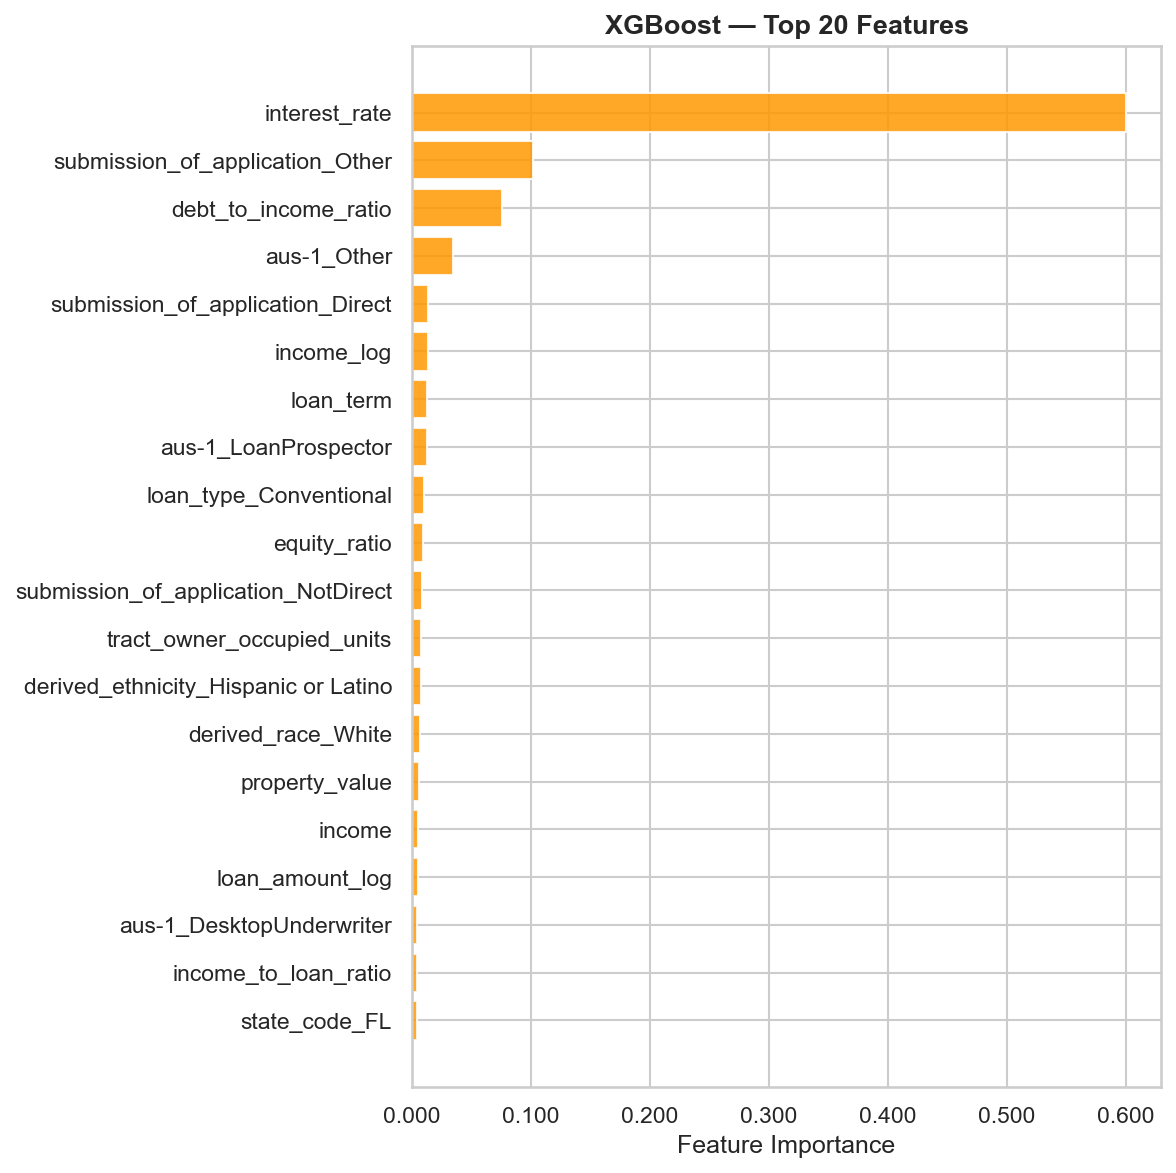 XGBoost — Top 20 Features
interest_rate
submission_of_application_Other
debt_to_income_ratio
aus-1_Other
submission_of_application_Direct
income_log
loan_term
aus-1_LoanProspector
loan_type_Conventional
equity_ratio
submission_of_application_NotDirect
tract_owner_occupied_units
derived_ethnicity_Hispanic or Latino
derived_race_White
property_value
income
loan_amount_log
aus-1_DesktopUnderwriter
income_to_loan_ratio
state_code_FL
0.000 0.100 0.200 0.300 0.400 0.500 0.600
Feature Importance